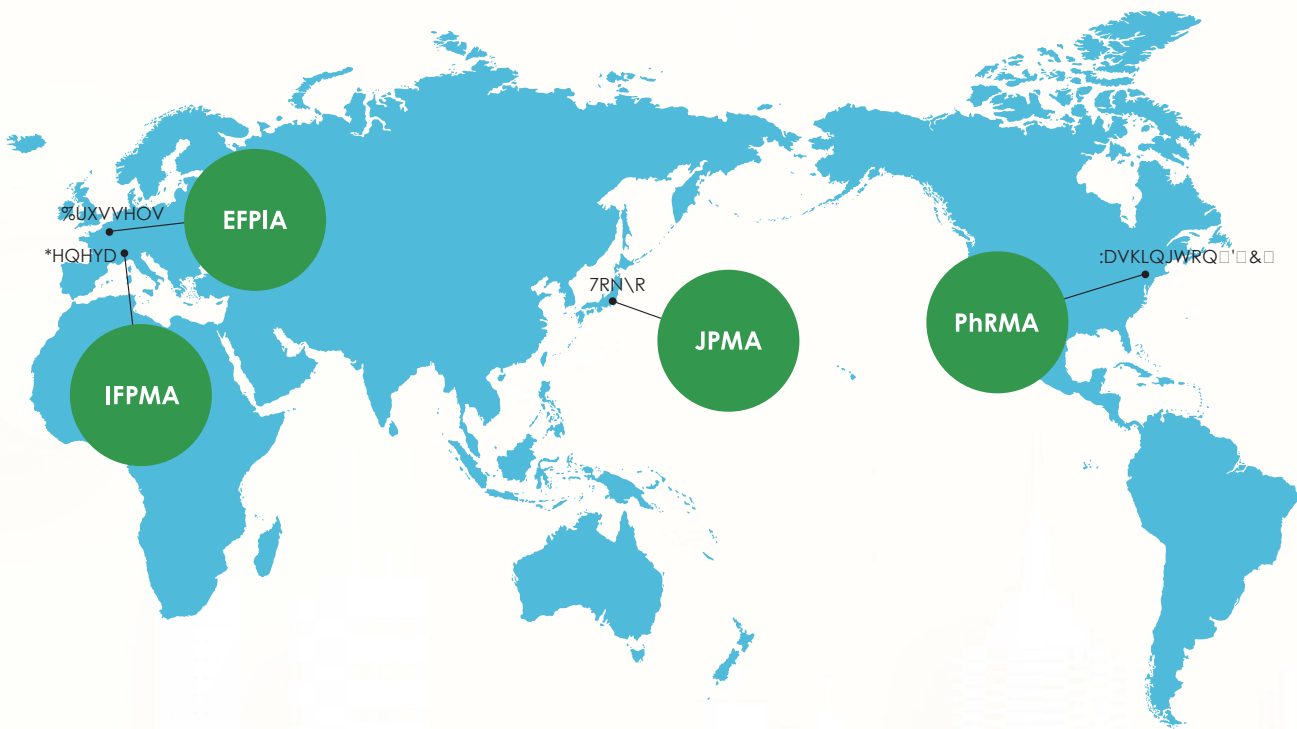 EFPIA
%UXVVHOV
*HQHYD
:DVKLQJWRQ□'□&□
7RN\R
PhRMA
JPMA
IFPMA